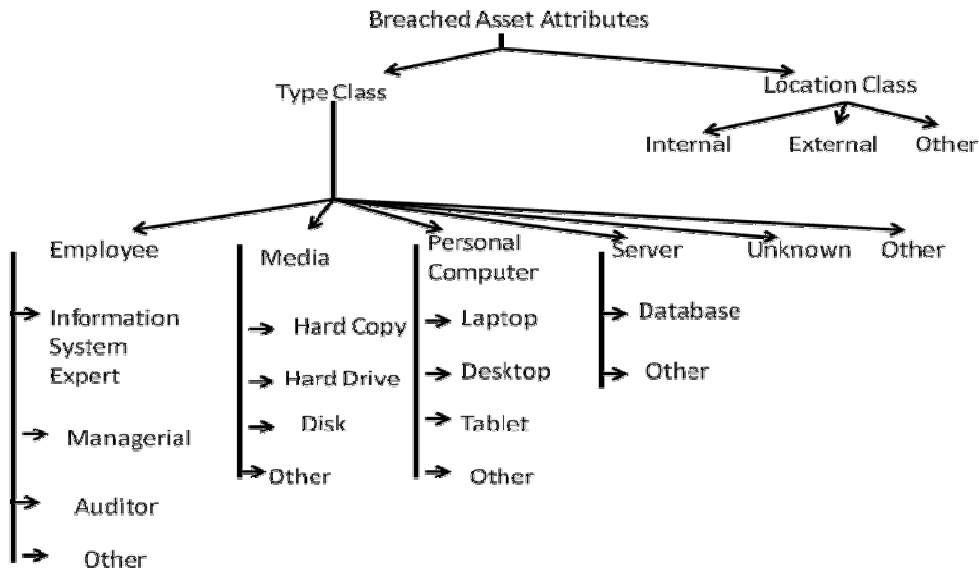 Breached Asset Attributes
Type Class
Location Class
Internal
External
Other
Employee
Media
Personal
Computer
Server
Unknown
Other
Information
System
Expert
Managerial
Auditor
Other
Hard Copy
Hard Drive
Disk
Other
Laptop
Desktop
Tablet
Other
Database
Other